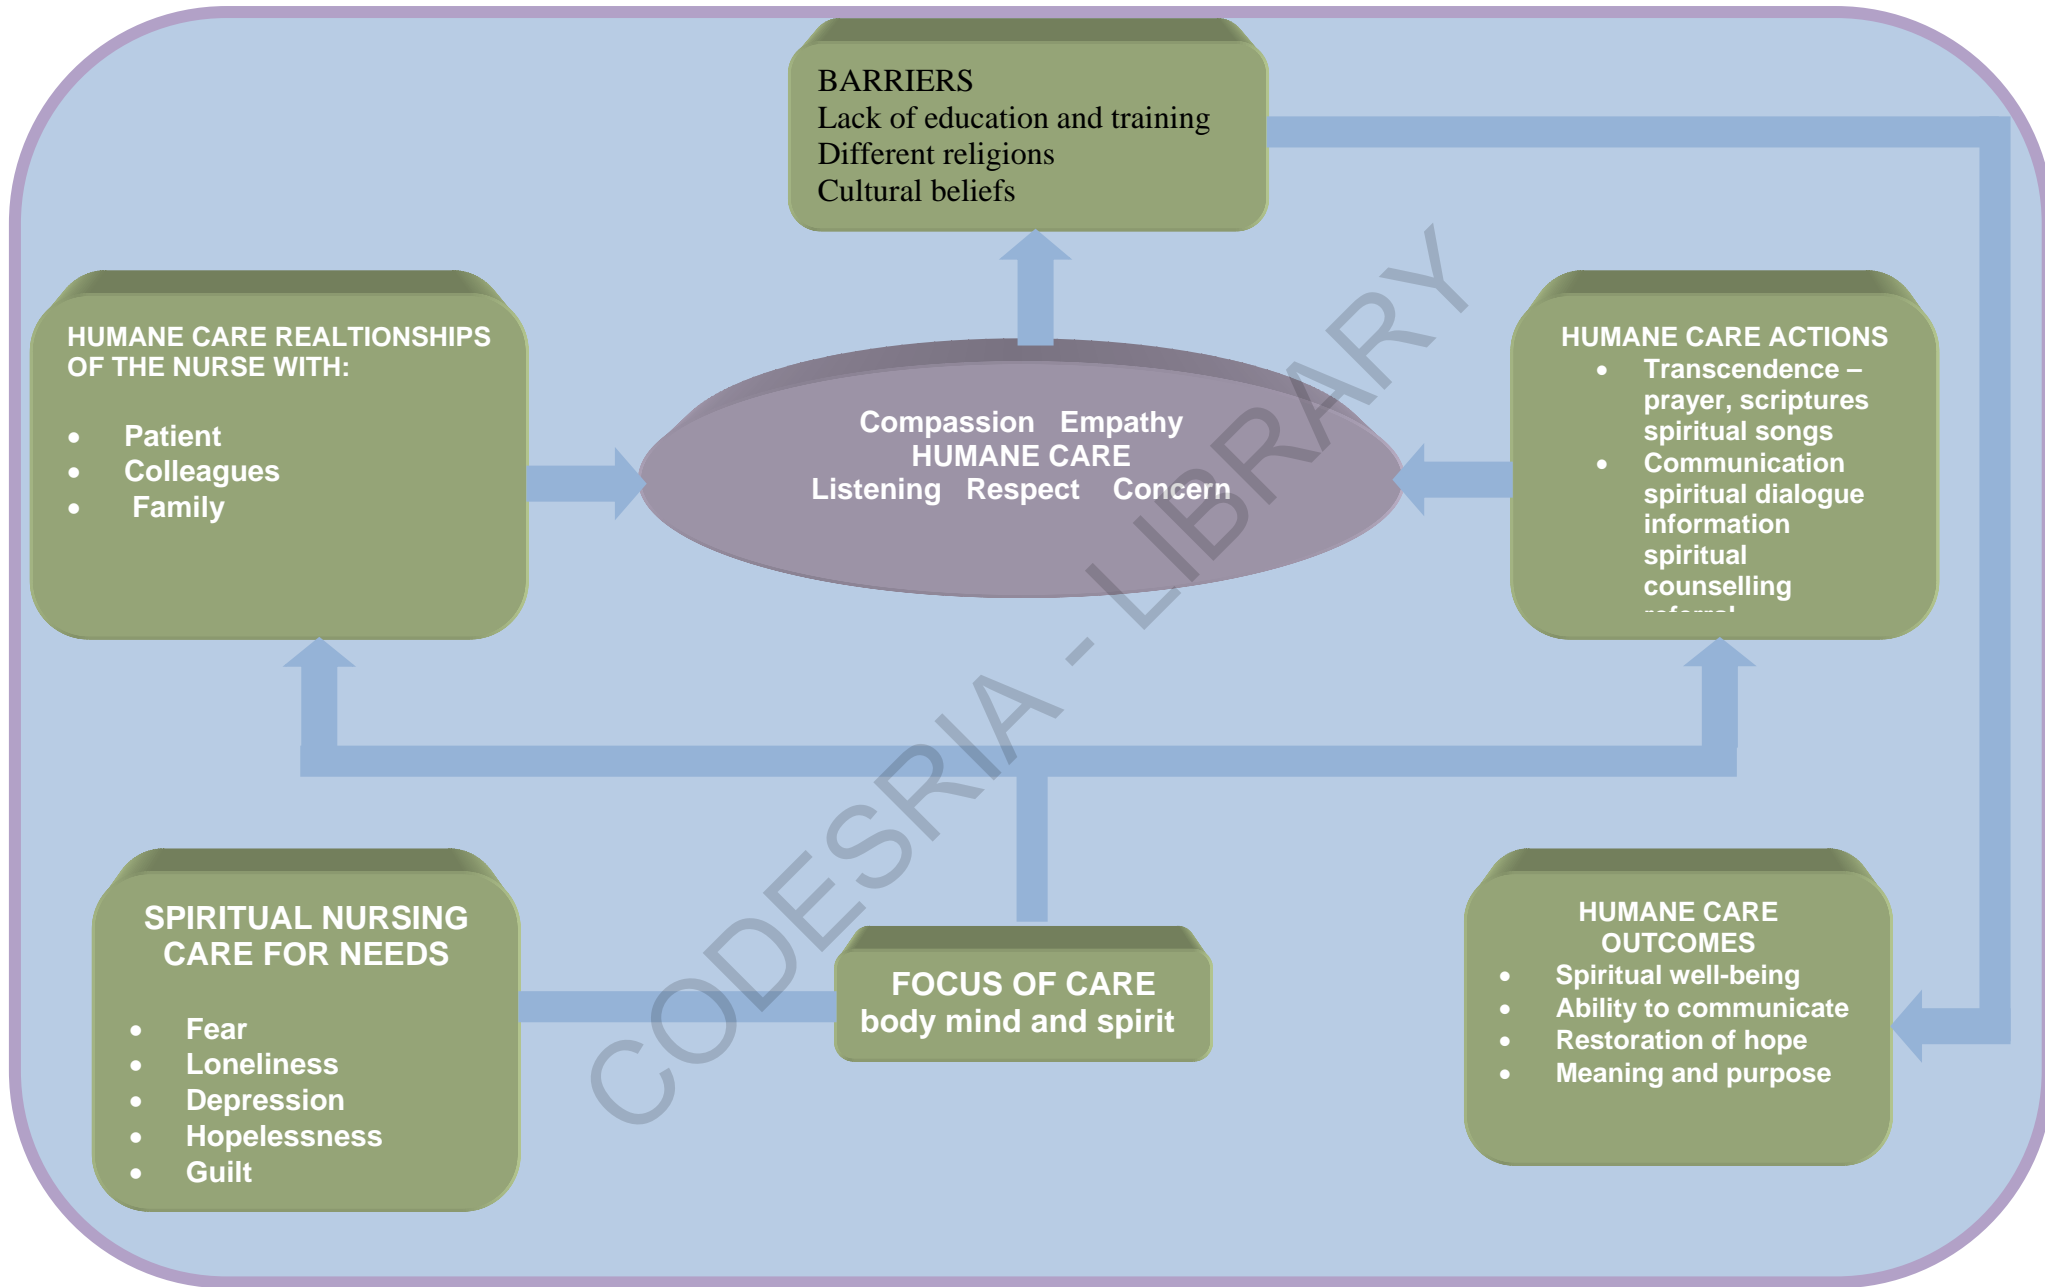 BARRIERS
Lack of education and training
Different religions
Cultural beliefs
HUMANE CARE REALTIONSHIPS
OF THE NURSE WITH:
• Patient
• Colleagues
• Family
Compassion Empathy
HUMANE CARE
Listening Respect Concern
HUMANE CARE ACTIONS
• Transcendence –
prayer, scriptures
spiritual songs
• Communication
spiritual dialogue
information
spiritual
counselling
SPIRITUAL NURSING
CARE FOR NEEDS
• Fear
• Loneliness
• Depression
• Hopelessness
• Guilt
FOCUS OF CARE
body mind and spirit
HUMANE CARE
OUTCOMES
• Spiritual well-being
• Ability to communicate
• Restoration of hope
• Meaning and purpose
CODESRIA - LIBRARY